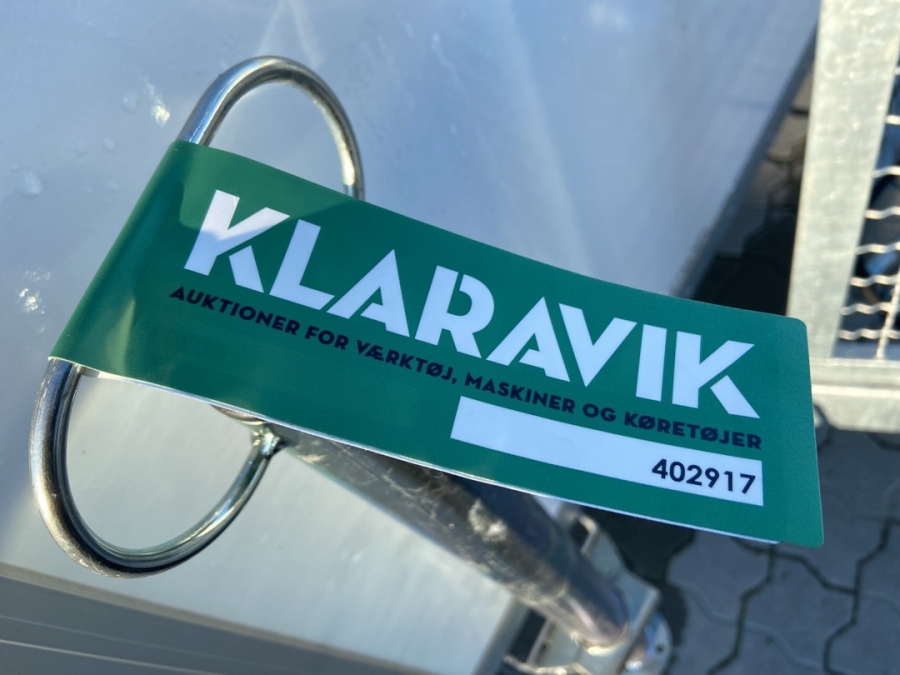 KLARAVIK
AUKTIONER FOR VÆRKTØJ, MASKINER OG KØRETØJER
402917